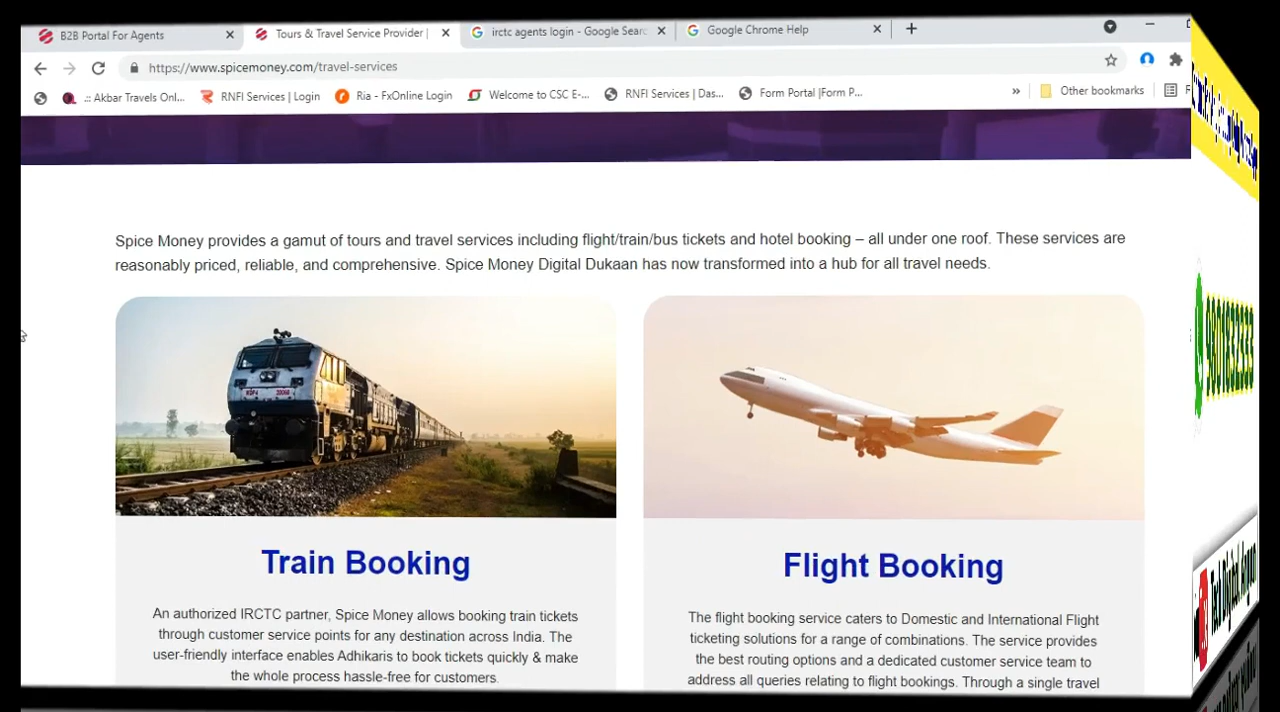 B2B Portal For Agents
Tours & Travel Service Provider |
irctc agents login - Google Searc
Google Chrome Help
https://www.spicemoney.com/travel-services
.:: Akbar Travels Onl...
RNFI Services | Login
Ria - FxOnline Login
Welcome to CSC E-...
RNFI Services | Das...
Form Portal |Form P...
»
Other bookmarks
Spice Money provides a gamut of tours and travel services including flight/train/bus tickets and hotel booking – all under one roof. These services are
reasonably priced, reliable, and comprehensive. Spice Money Digital Dukaan has now transformed into a hub for all travel needs.
Train Booking
An authorized IRCTC partner, Spice Money allows booking train tickets
through customer service points for any destination across India. The
user-friendly interface enables Adhikaris to book tickets quickly & make
the whole process hassle-free for customers.
Flight Booking
The flight booking service caters to Domestic and International Flight
ticketing solutions for a range of combinations. The service provides
the best routing options and a dedicated customer service team to
address all queries relating to flight bookings. Through a single travel
Tech Digital